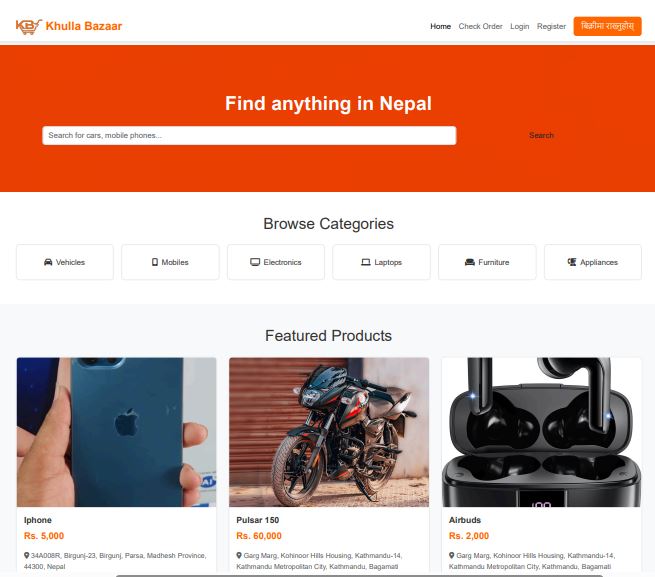 KB Khulla Bazaar
Home Check Order Login Register बिक्रीमा राख्नुहोस्
Find anything in Nepal
Search for cars, mobile phones... Search
Browse Categories
Vehicles Mobiles Electronics Laptops Furniture Appliances
Featured Products
Iphone Pulsar 150 Airbuds
Rs. 5,000 Rs. 60,000 Rs. 2,000
34A008R, Birgunj-23, Birgunj, Parsa, Madhesh Province, Garg Marg, Kohinoor Hills Housing, Kathmandu-14, Garg Marg, Kohinoor Hills Housing, Kathmandu-14,
44300, Nepal Kathmandu Metropolitan City, Kathmandu, Bagamati Kathmandu Metropolitan City, Kathmandu, Bagamati